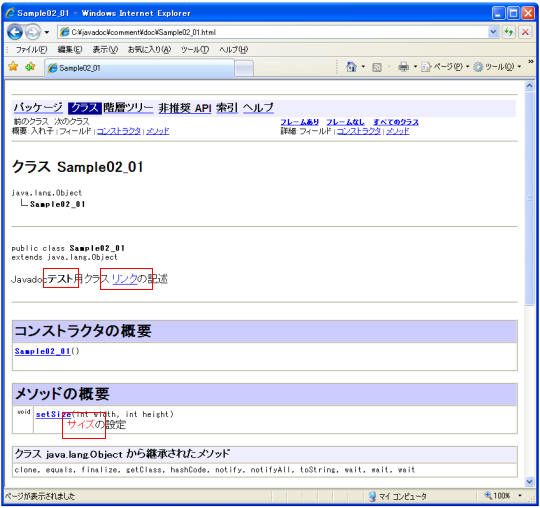 Sample02_01 - Windows Internet Explorer
C:¥javadoc¥comment¥doc¥Sample02_01.html
ファイル(F) 編集(E) 表示(V) お気に入り(A) ツール(T) ヘルプ(H)
Sample02_01
ページ(P) ツール(O)
パッケージ クラス 階層ツリー 非推奨 API 索引 ヘルプ
前のクラス 次のクラス
フレームあり フレームなし すべてのクラス
概要: 入れ子 | フィールド | コンストラクタ | メソッド
詳細: フィールド | コンストラクタ | メソッド
クラス Sample02_01
java.lang.Object
Sample02_01
public class Sample02_01
extends java.lang.Object
Javadocテスト用クラス リンクの記述
コンストラクタの概要
Sample02_01()
メソッドの概要
void setSize(int width, int height)
サイズの設定
クラス java.lang.Object から継承されたメソッド
clone, equals, finalize, getClass, hashCode, notify, notifyAll, toString, wait, wait, wait
ページが表示されました
マイ コンピュータ
100%